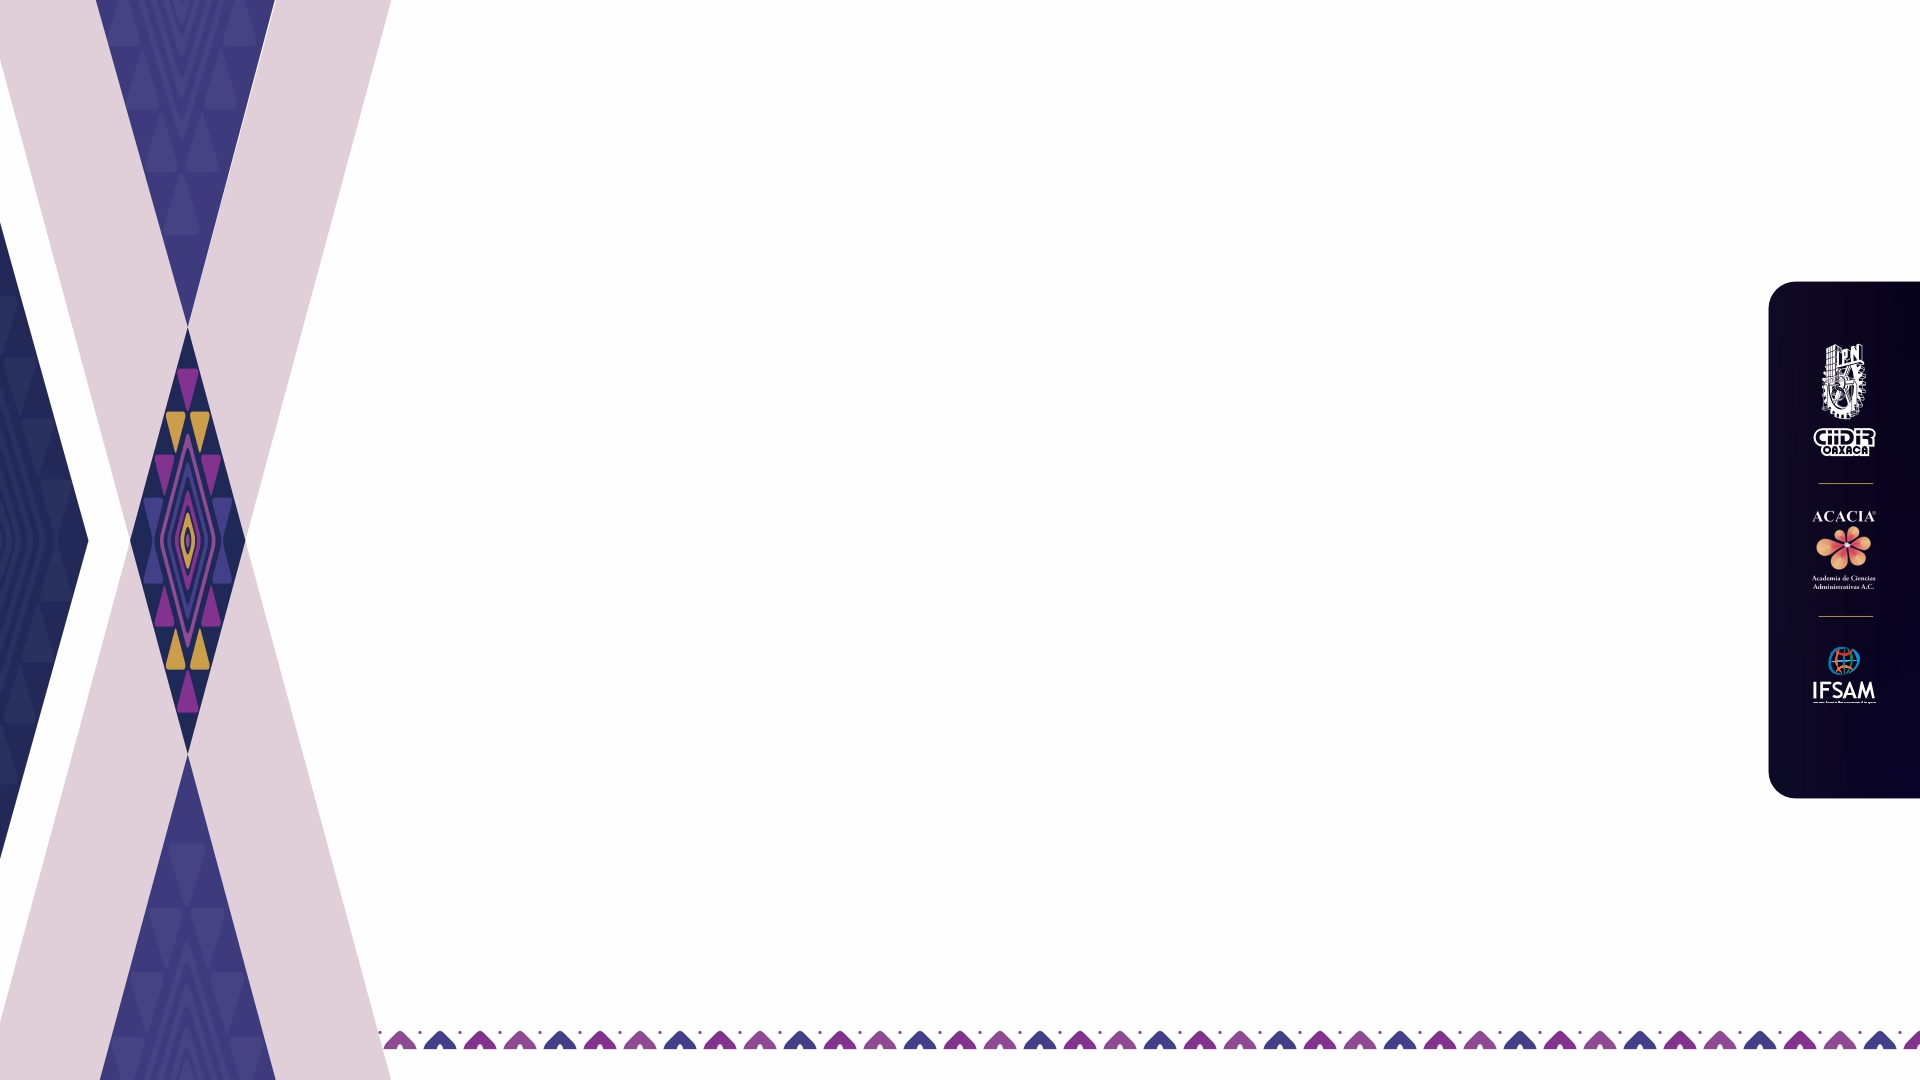 IPN
CIIDIR
OAXACA
ACACIA
Academia de Ciencias
Administrativas A.C.
IFSAM